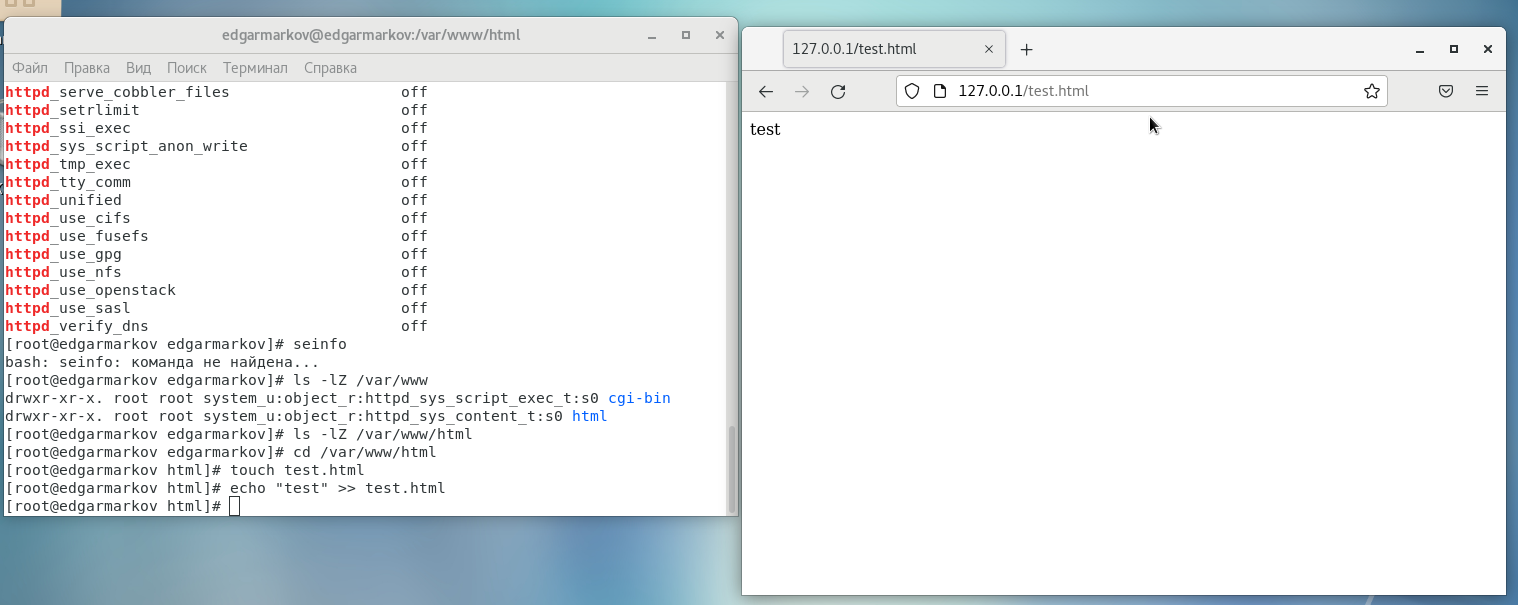 edgarmarkov@edgarmarkov:/var/www/html
Файл Правка Вид Поиск Терминал Справка
httpd_serve_cobbler_files off
httpd_setrlimit off
httpd_ssi_exec off
httpd_sys_script_anon_write off
httpd_tmp_exec off
httpd_tty_comm off
httpd_unified off
httpd_use_cifs off
httpd_use_fusefs off
httpd_use_gpg off
httpd_use_nfs off
httpd_use_openstack off
httpd_use_sasl off
httpd_verify_dns off
[root@edgarmarkov edgarmarkov]# seinfo
bash: seinfo: команда не найдена...
[root@edgarmarkov edgarmarkov]# ls -lZ /var/www
drwxr-xr-x. root root system_u:object_r:httpd_sys_script_exec_t:s0 cgi-bin
drwxr-xr-x. root root system_u:object_r:httpd_sys_content_t:s0 html
[root@edgarmarkov edgarmarkov]# ls -lZ /var/www/html
[root@edgarmarkov edgarmarkov]# cd /var/www/html
[root@edgarmarkov html]# touch test.html
[root@edgarmarkov html]# echo "test" >> test.html
[root@edgarmarkov html]#
127.0.0.1/test.html
127.0.0.1/test.html
test